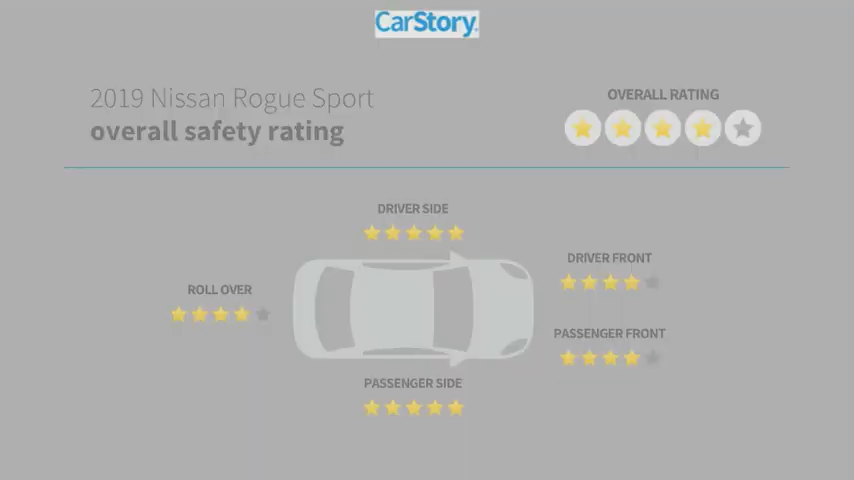 CarStory.
2019 Nissan Rogue Sport
overall safety rating
OVERALL RATING
DRIVER SIDE
DRIVER FRONT
ROLL OVER
PASSENGER FRONT
PASSENGER SIDE